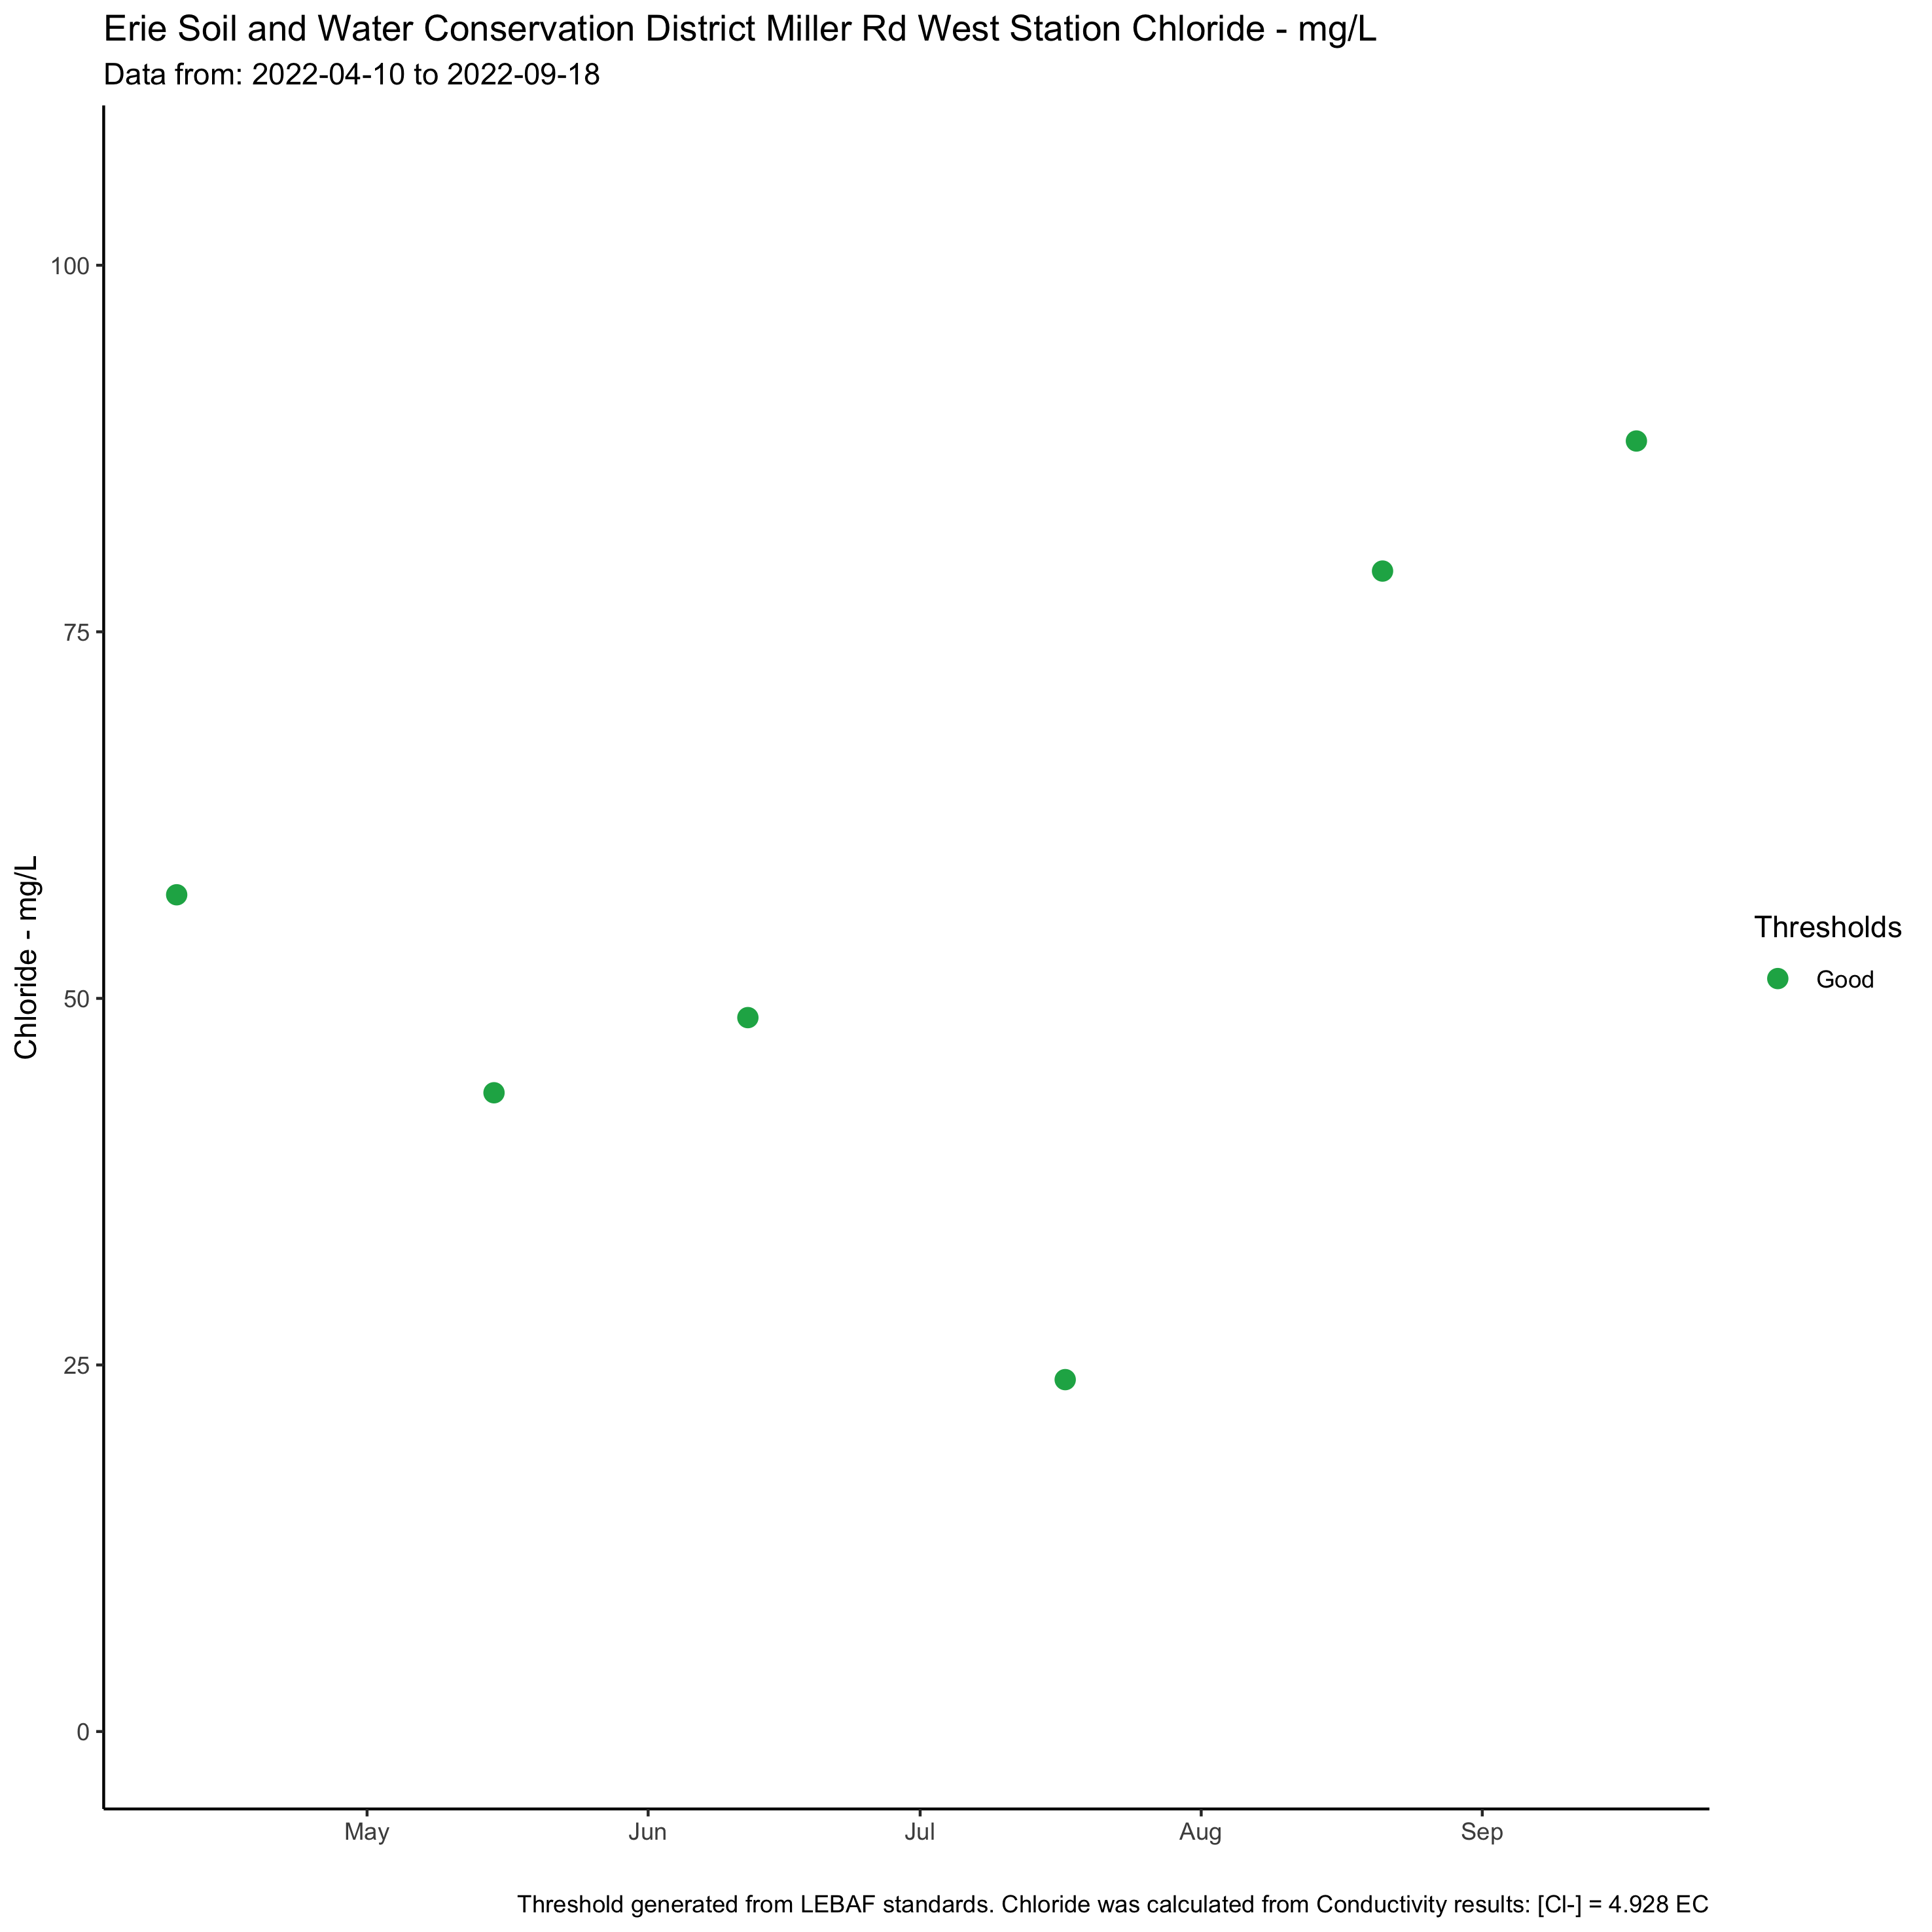 Erie Soil and Water Conservation District Miller Rd West Station Chloride - mg/L
Data from: 2022-04-10 to 2022-09-18
100
75
50
25
0
Chloride - mg/L
May
Jun
Jul
Aug
Sep
Thresholds
Good
Threshold generated from LEBAF standards. Chloride was calculated from Conductivity results: [Cl-] = 4.928 EC